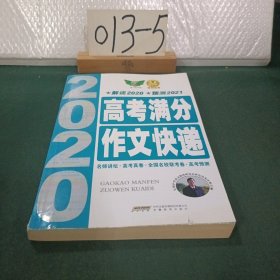 013-5
★解读2020 ★预测2021
2020
高考满分
作文快递
名师讲坛·高考真卷·全国名校联考卷·高考预测
GAOKAO MANFEN
ZUOWEN KUAIDI